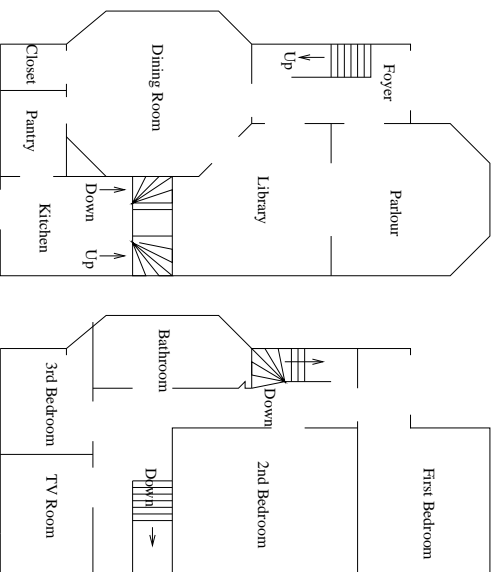 Closet
Dining Room
Up
Foyer
Pantry
Library
Parlour
Down
Kitchen
Up
Bathroom
3rd Bedroom
Down
TV Room
Down
2nd Bedroom
First Bedroom